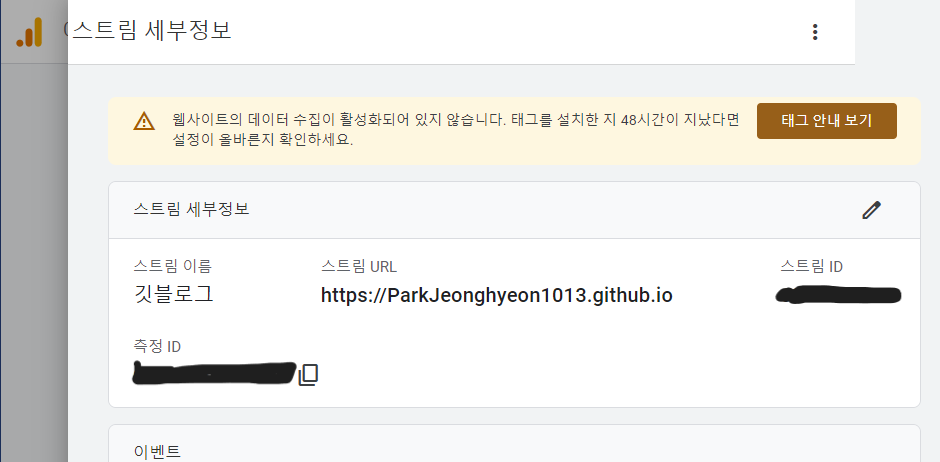 스트림 세부정보
웹사이트의 데이터 수집이 활성화되어 있지 않습니다. 태그를 설치한 지 48시간이 지났다면
설정이 올바른지 확인하세요.
태그 안내 보기
스트림 세부정보
스트림 이름
깃블로그
스트림 URL
https://ParkJeonghyeon1013.github.io
스트림 ID
측정 ID
이벤트